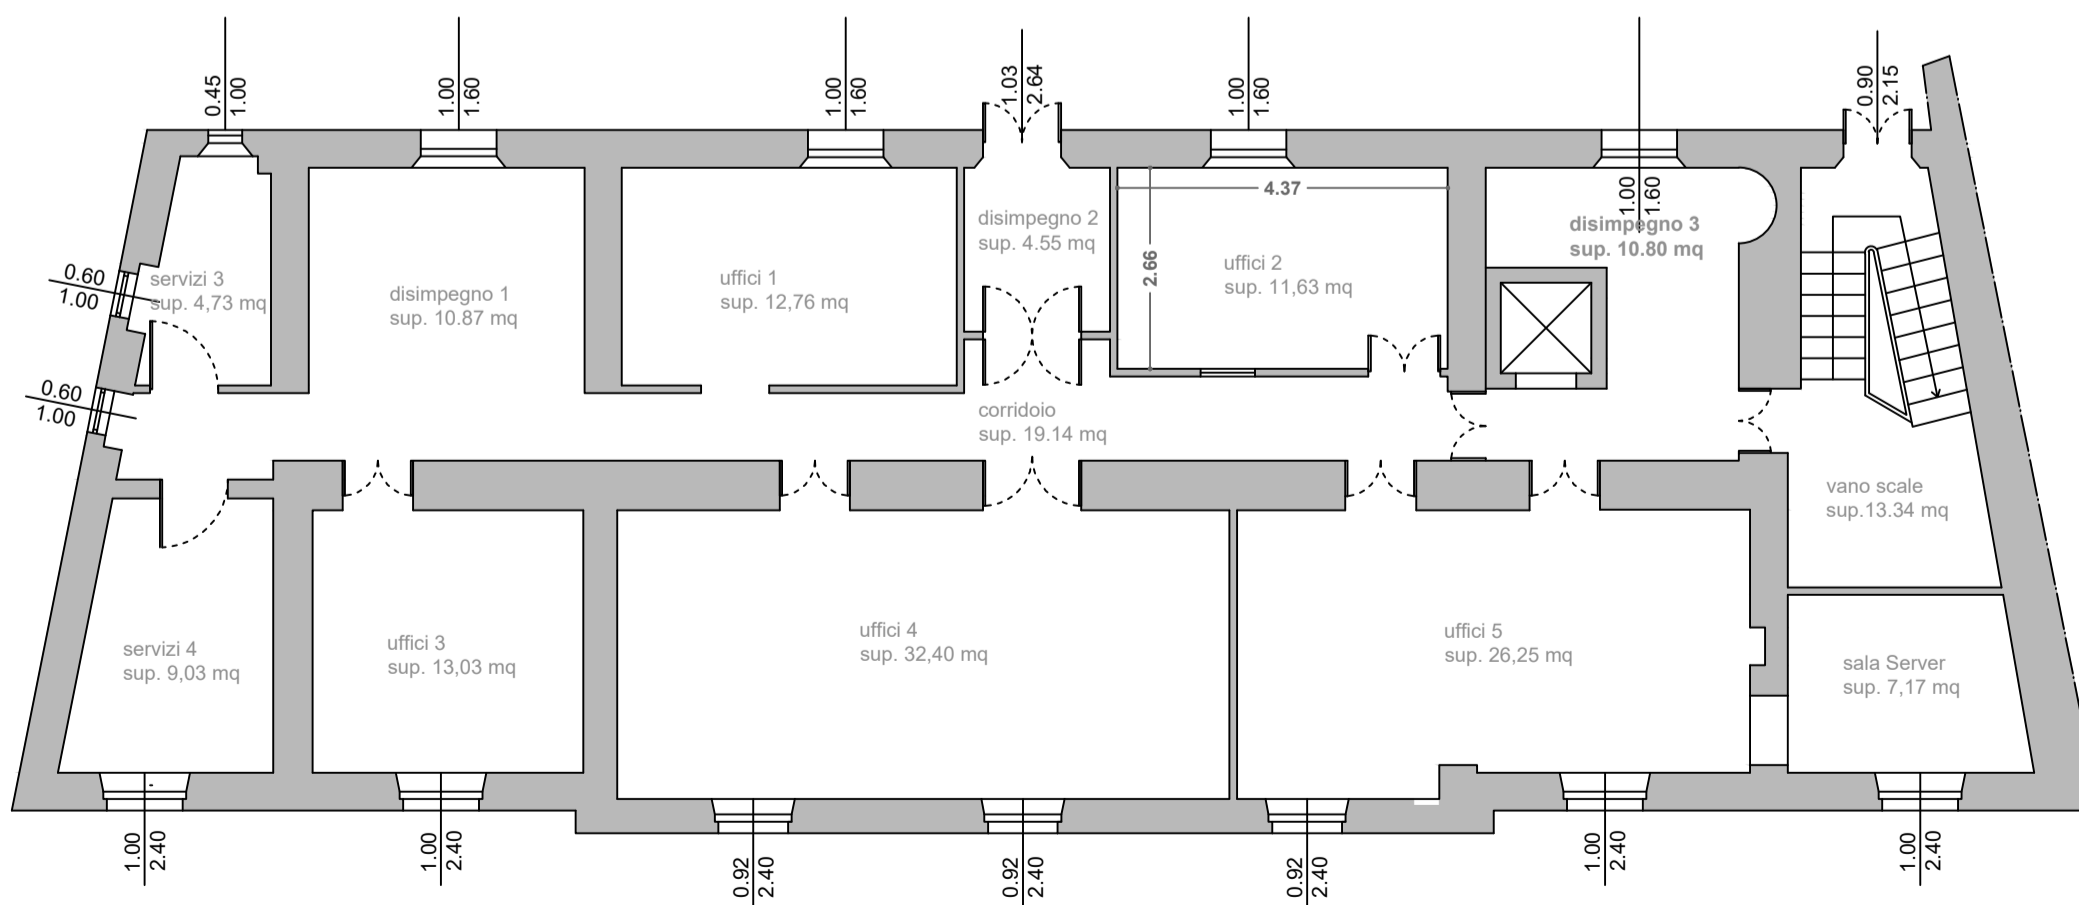 0.45
1.00
1.00
1.60
1.00
1.60
1.03
2.64
1.00
1.60
0.90
2.15
4.37
2.66
1.00
1.60
disimpegno 2
sup. 4.55 mq
disimpegno 3
sup. 10.80 mq
0.60
1.00
servizi 3
sup. 4,73 mq
disimpegno 1
sup. 10.87 mq
uffici 1
sup. 12,76 mq
uffici 2
sup. 11,63 mq
0.60
1.00
corridoio
sup. 19.14 mq
vano scale
sup.13.34 mq
servizi 4
sup. 9,03 mq
uffici 3
sup. 13,03 mq
uffici 4
sup. 32,40 mq
uffici 5
sup. 26,25 mq
sala Server
sup. 7,17 mq
1.00
2.40
1.00
2.40
0.92
2.40
0.92
2.40
0.92
2.40
1.00
2.40
1.00
2.40